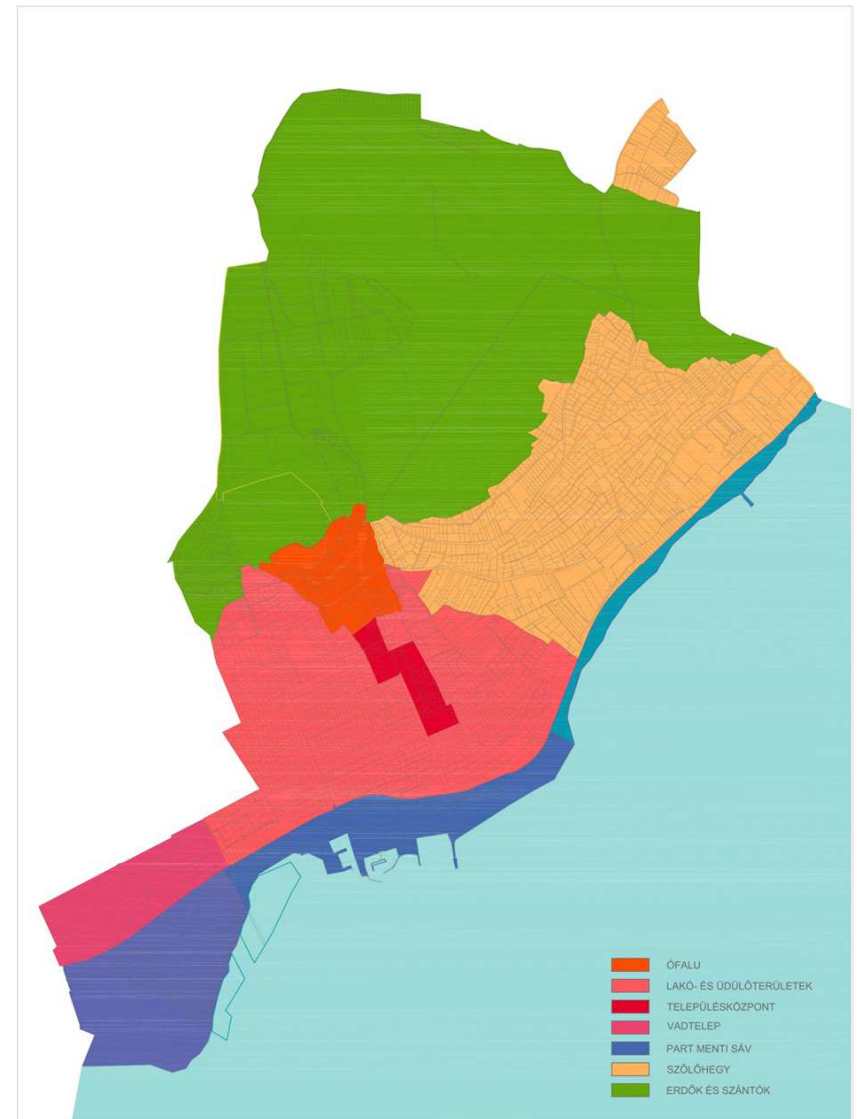 ÓFALU
LAKÓ- ÉS ÜDÜLŐTERÜLETEK
TELEPÜLÉSKÖZPONT
VADTELEP
PART MENTI SÁV
SZŐLŐHEGY
ERDŐK ÉS SZÁNTÓK